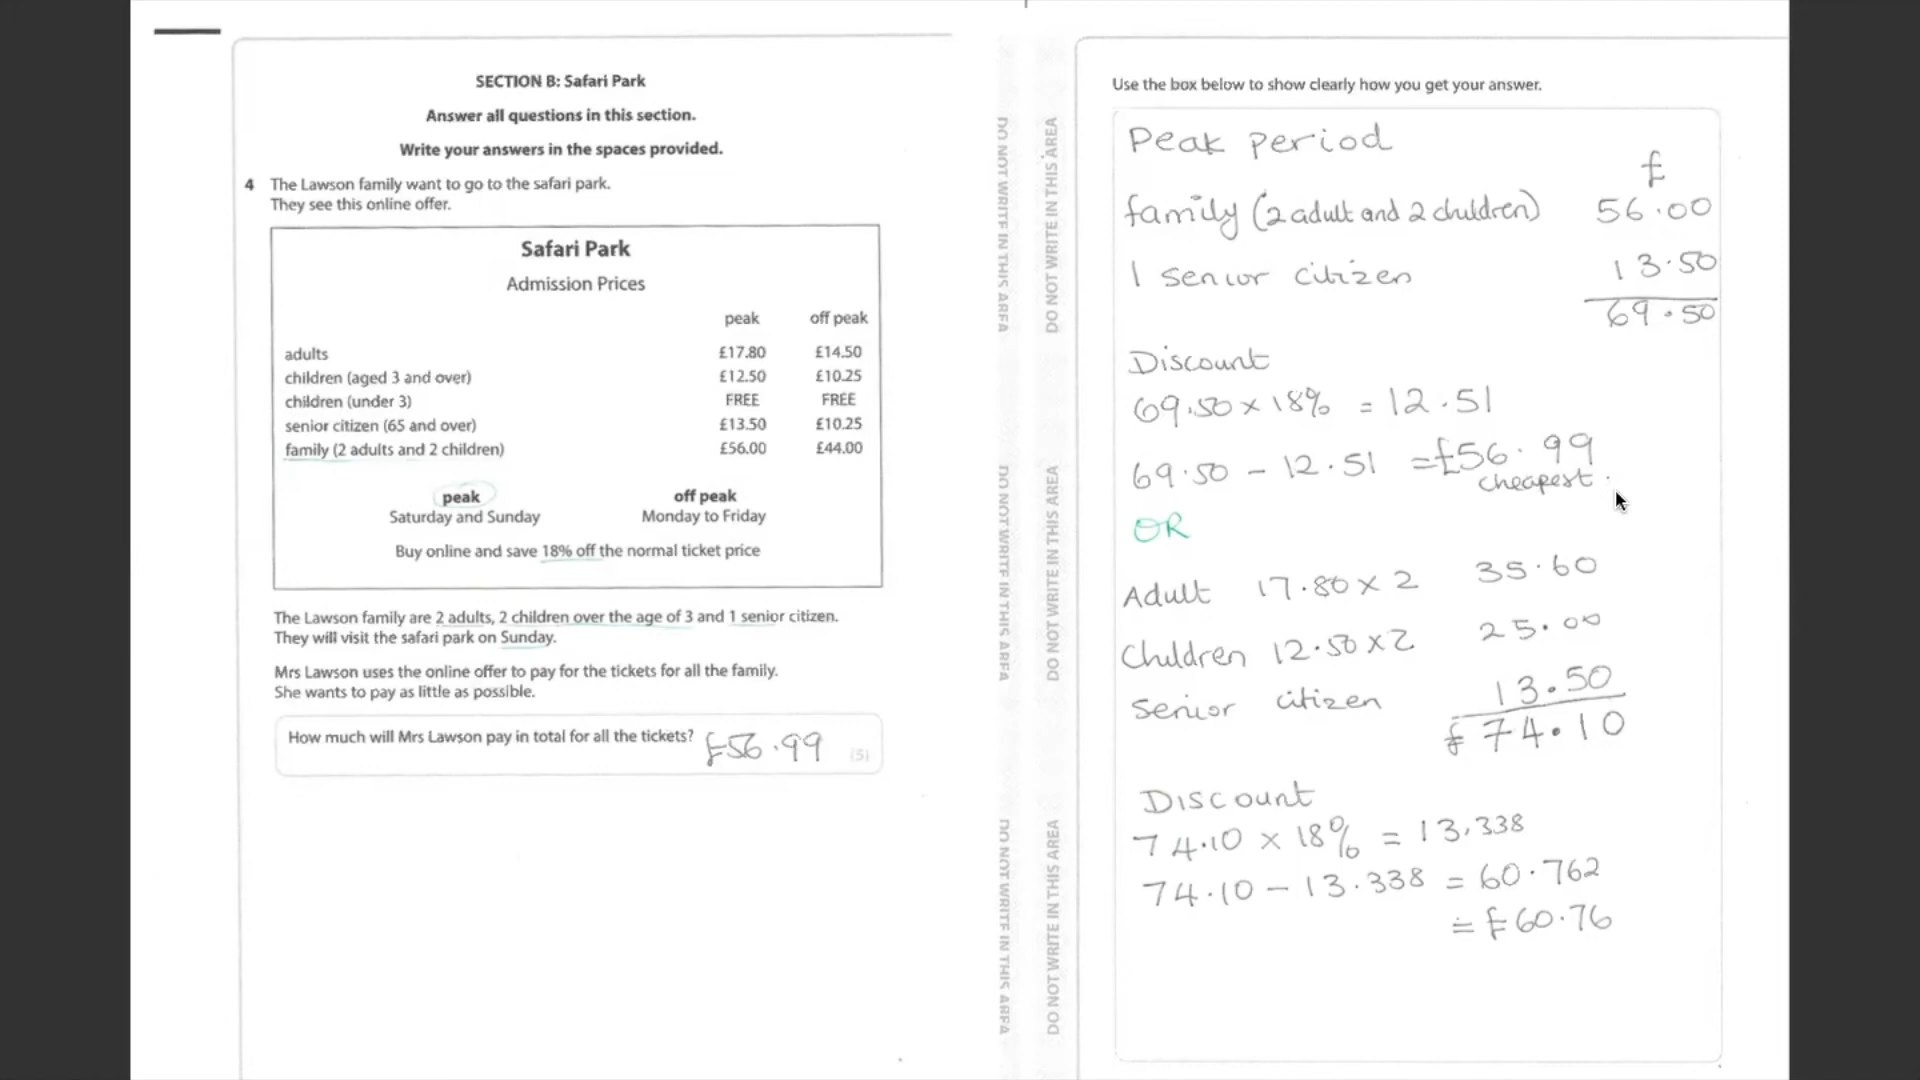 SECTION B: Safari Park
Answer all questions in this section.
Write your answers in the spaces provided.
4 The Lawson family want to go to the safari park.
They see this online offer.
Safari Park
Admission Prices
peak off peak
adults £17.80 £14.50
children (aged 3 and over) £12.50 £10.25
children (under 3) FREE FREE
senior citizen (65 and over) £13.50 £10.25
family (2 adults and 2 children) £56.00 £44.00
peak off peak
Saturday and Sunday Monday to Friday
Buy online and save 18% off the normal ticket price
The Lawson family are 2 adults, 2 children over the age of 3 and 1 senior citizen.
They will visit the safari park on Sunday.
Mrs Lawson uses the online offer to pay for the tickets for all the family.
She wants to pay as little as possible.
How much will Mrs Lawson pay in total for all the tickets? £56.99 (5)
DO NOT WRITE IN THIS AREA
DO NOT WRITE IN THIS AREA
DO NOT WRITE IN THIS AREA
DO NOT WRITE IN THIS AREA
DO NOT WRITE IN THIS AREA
DO NOT WRITE IN THIS AREA
Use the box below to show clearly how you get your answer.
Peak period
£
family (2 adult and 2 children) 56.00
1 senior citizen 13.50
69.50
Discount
69.50 x 18% = 12.51
69.50 - 12.51 = £56.99
cheapest.
OR
Adult 17.80 x 2 35.60
Children 12.50 x 2 25.00
Senior citizen 13.50
£74.10
Discount
74.10 x 18% = 13.338
74.10 - 13.338 = 60.762
= £60.76